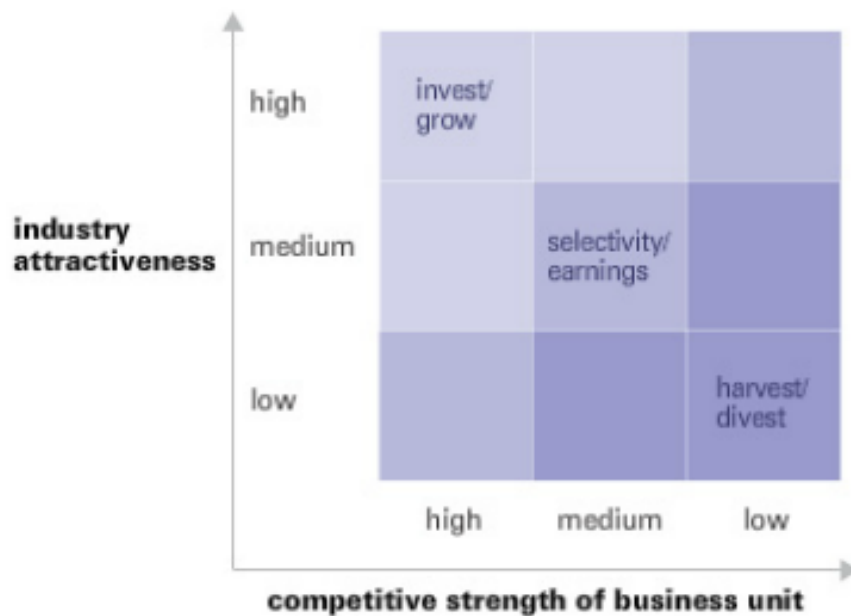 high
invest/
grow
industry
attractiveness
medium
selectivity/
earnings
low
harvest/
divest
high
medium
low
competitive strength of business unit